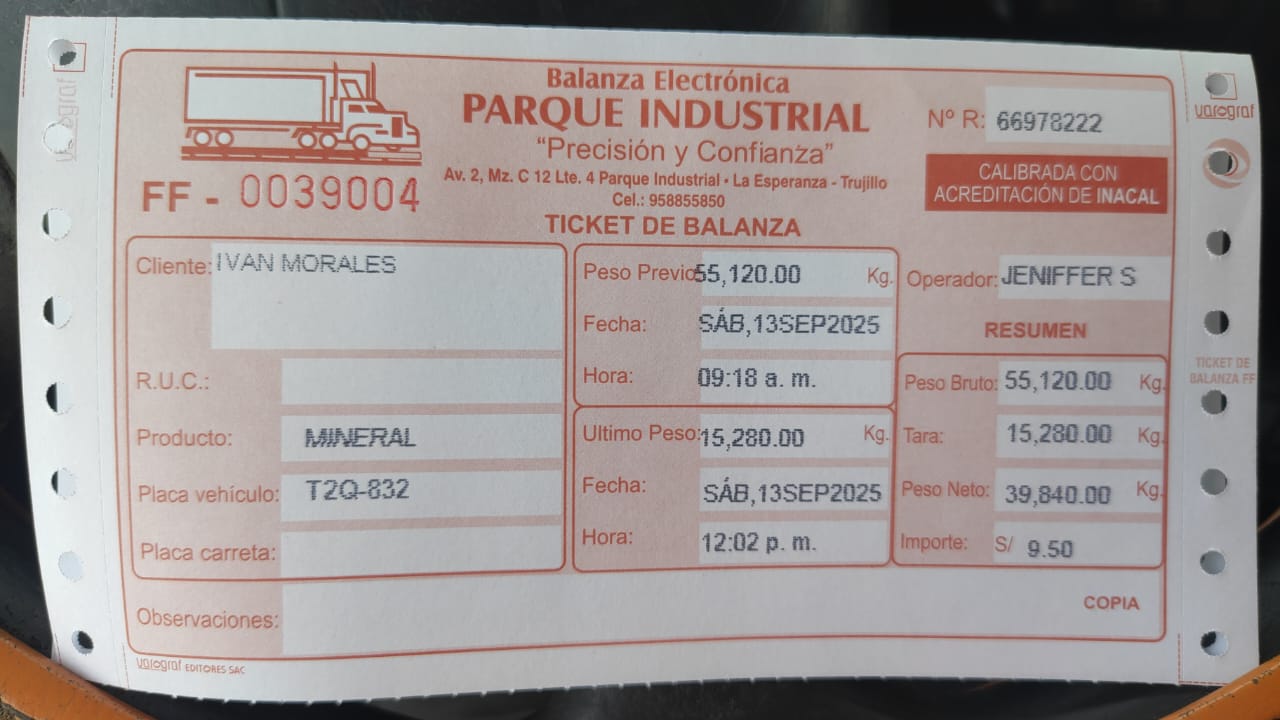 Balanza Electrónica
PARQUE INDUSTRIAL
"Precisión y Confianza"
Av. 2, Mz. C 12 Lte. 4 Parque Industrial • La Esperanza - Trujillo
Cel.: 958855850
TICKET DE BALANZA
FF - 0039004
Nº R: 66978222
CALIBRADA CON
ACREDITACIÓN DE INACAL
Cliente: IVAN MORALES
R.U.C.:
Producto: MINERAL
Placa vehículo: T2Q-832
Placa carreta:
Observaciones:
Peso Previo: 55,120.00 Kg.
Fecha: SÁB,13SEP2025
Hora: 09:18 a. m.
Ultimo Peso: 15,280.00 Kg.
Fecha: SÁB,13SEP2025
Hora: 12:02 p. m.
Operador: JENIFFER S
RESUMEN
Peso Bruto: 55,120.00 Kg.
Tara: 15,280.00 Kg.
Peso Neto: 39,840.00 Kg.
Importe: S/ 9.50
COPIA
varograf EDITORES SAC
varograf
varograf
TICKET DE
BALANZA FF